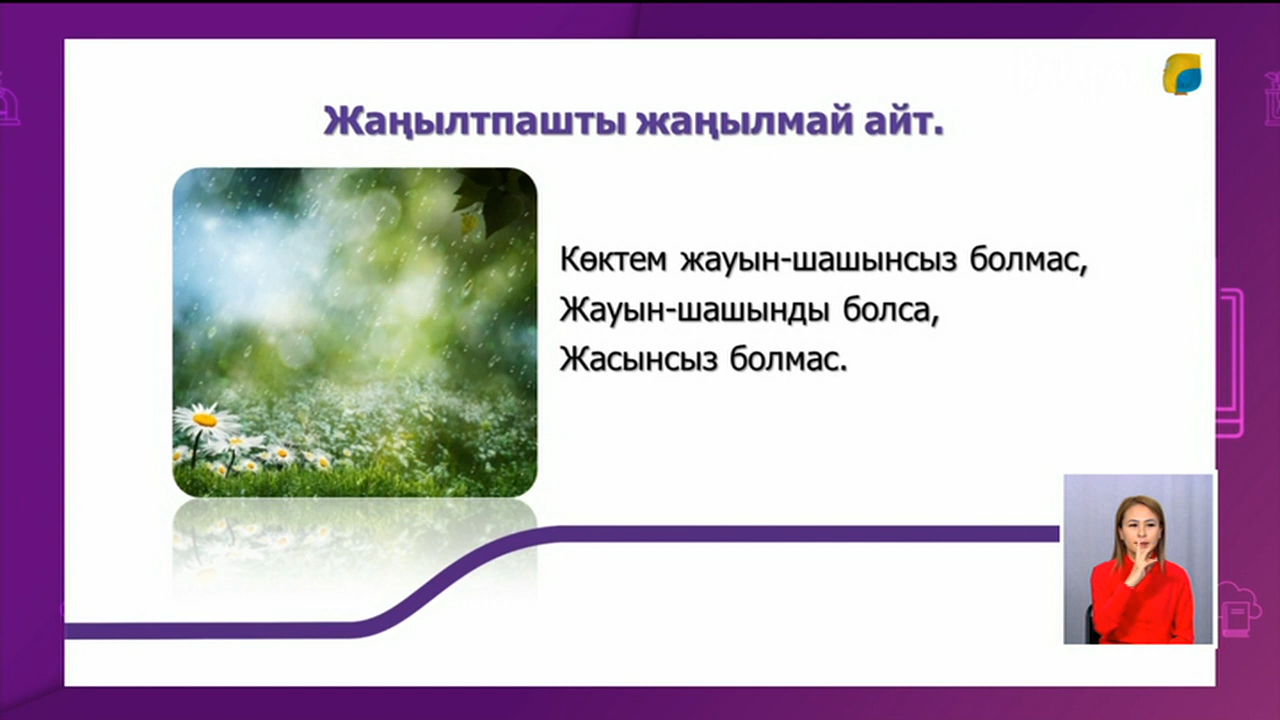 Жаңылтпашты жаңылмай айт.
Көктем жауын-шашынсыз болмас,
Жауын-шашынды болса,
Жасынсыз болмас.